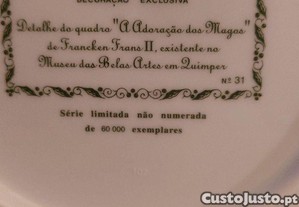 DECORAÇÃO EXCLUSIVA
Detalhe do quadro "A Adoração dos Magos"
de Francken Frans II, existente no
Museu das Belas Artes em Quimper
Nº. 31
Série limitada não numerada
de 60 000 exemplares
CustoJusto.pt